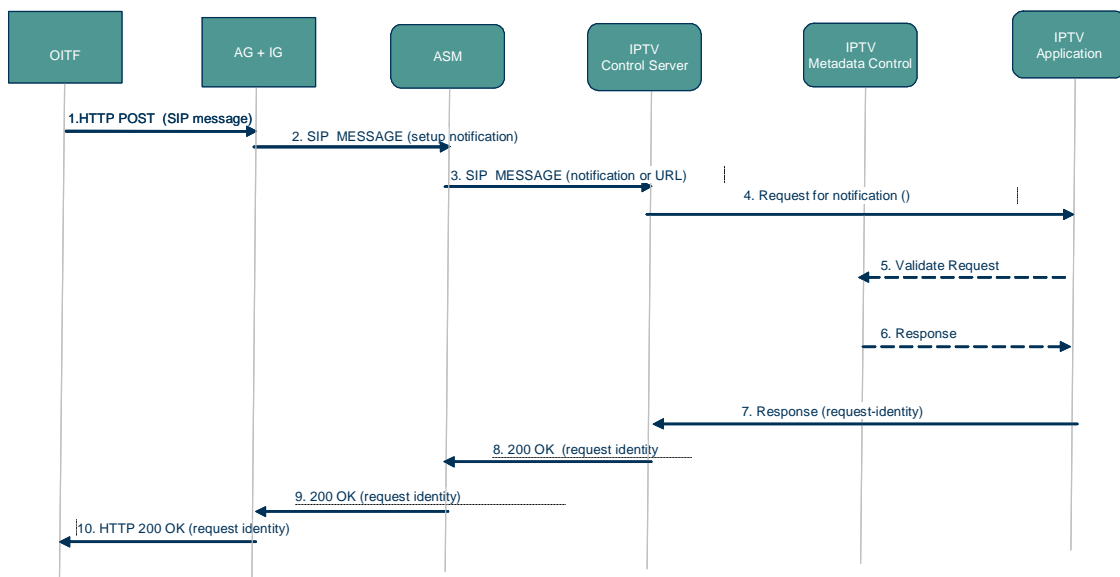 OITF
AG + IG
ASM
IPTV
Control Server
IPTV
Metadata Control
IPTV
Application
1.HTTP POST (SIP message)
2. SIP MESSAGE (setup notification)
3. SIP MESSAGE (notification or URL)
4. Request for notification ()
5. Validate Request
6. Response
7. Response (request-identity)
8. 200 OK (request identity
9. 200 OK (request identity)
10. HTTP 200 OK (request identity)